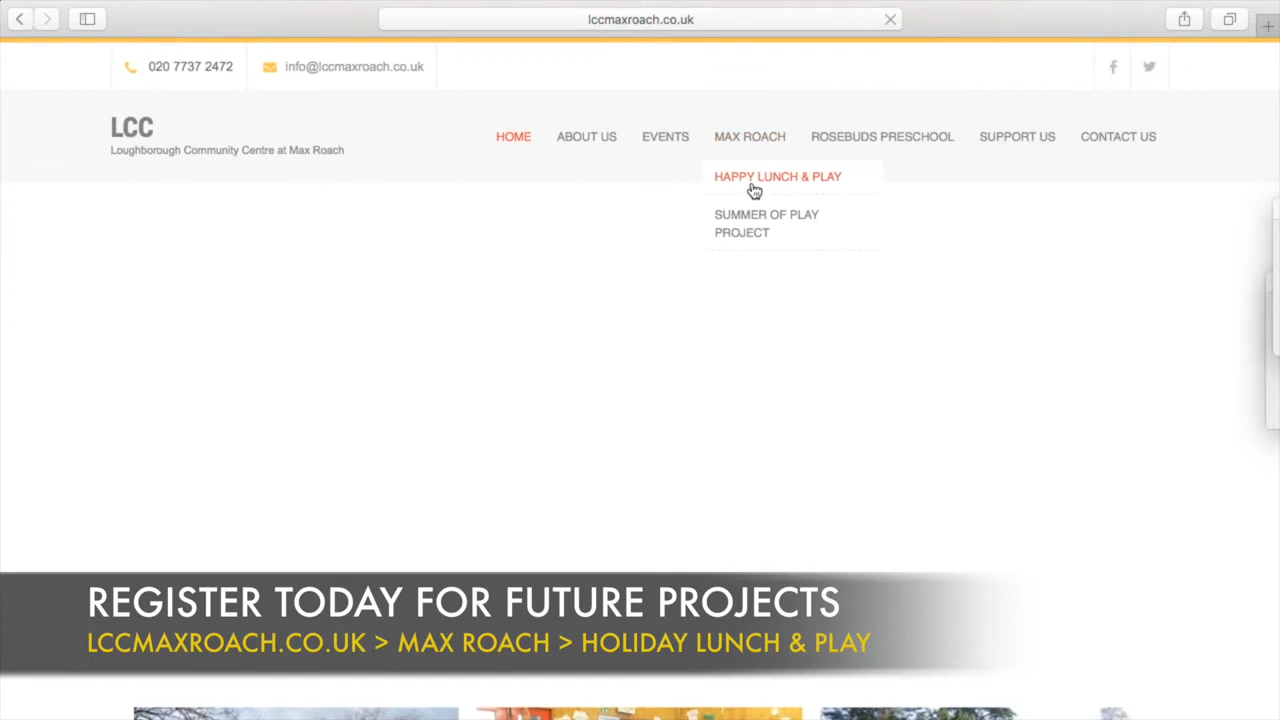 lccmaxroach.co.uk
020 7737 2472
info@lccmaxroach.co.uk
LCC
Loughborough Community Centre at Max Roach
HOME ABOUT US EVENTS MAX ROACH ROSEBUDS PRESCHOOL SUPPORT US CONTACT US
HAPPY LUNCH & PLAY
SUMMER OF PLAY
PROJECT
REGISTER TODAY FOR FUTURE PROJECTS
LCCMAXROACH.CO.UK > MAX ROACH > HOLIDAY LUNCH & PLAY